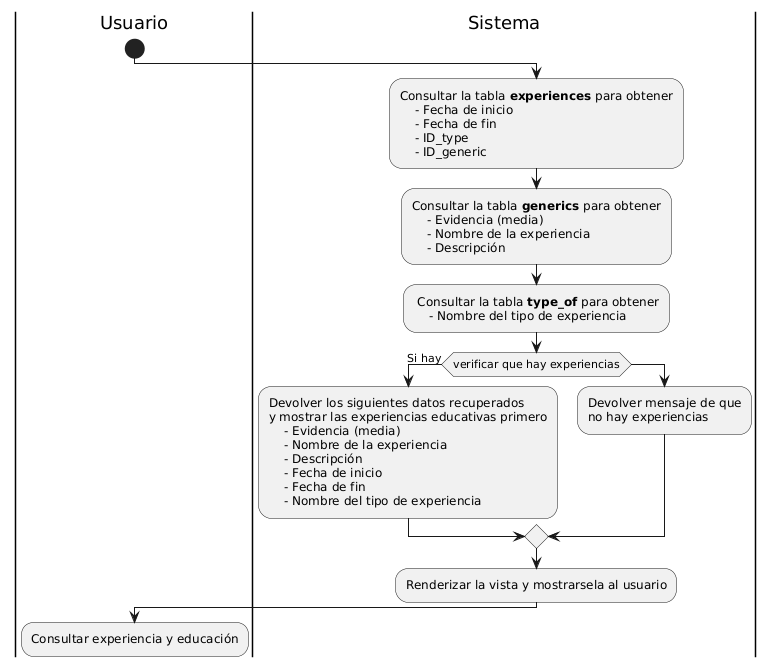 Usuario
Sistema
Consultar la tabla experiences para obtener
- Fecha de inicio
- Fecha de fin
- ID_type
- ID_generic
Consultar la tabla generics para obtener
- Evidencia (media)
- Nombre de la experiencia
- Descripción
Consultar la tabla type_of para obtener
- Nombre del tipo de experiencia
verificar que hay experiencias
Si hay
Devolver los siguientes datos recuperados
y mostrar las experiencias educativas primero
- Evidencia (media)
- Nombre de la experiencia
- Descripción
- Fecha de inicio
- Fecha de fin
- Nombre del tipo de experiencia
Devolver mensaje de que
no hay experiencias
Renderizar la vista y mostrarsela al usuario
Consultar experiencia y educación